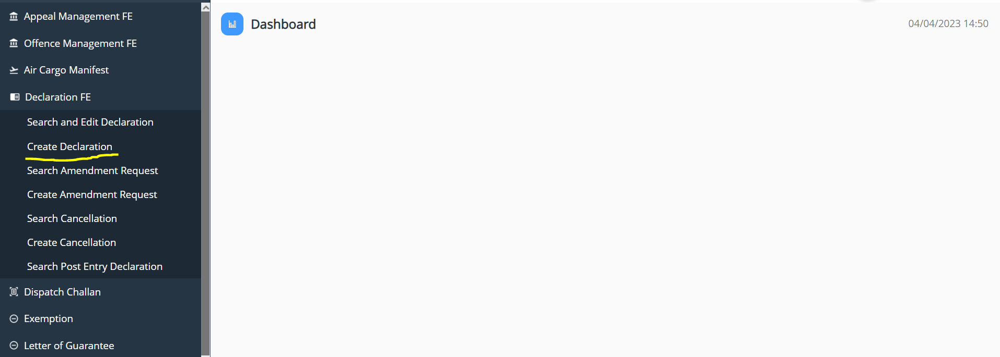 Appeal Management FE
Offence Management FE
Air Cargo Manifest
Declaration FE
Search and Edit Declaration
Create Declaration
Search Amendment Request
Create Amendment Request
Search Cancellation
Create Cancellation
Search Post Entry Declaration
Dispatch Challan
Exemption
Letter of Guarantee
Dashboard
04/04/2023 14:50